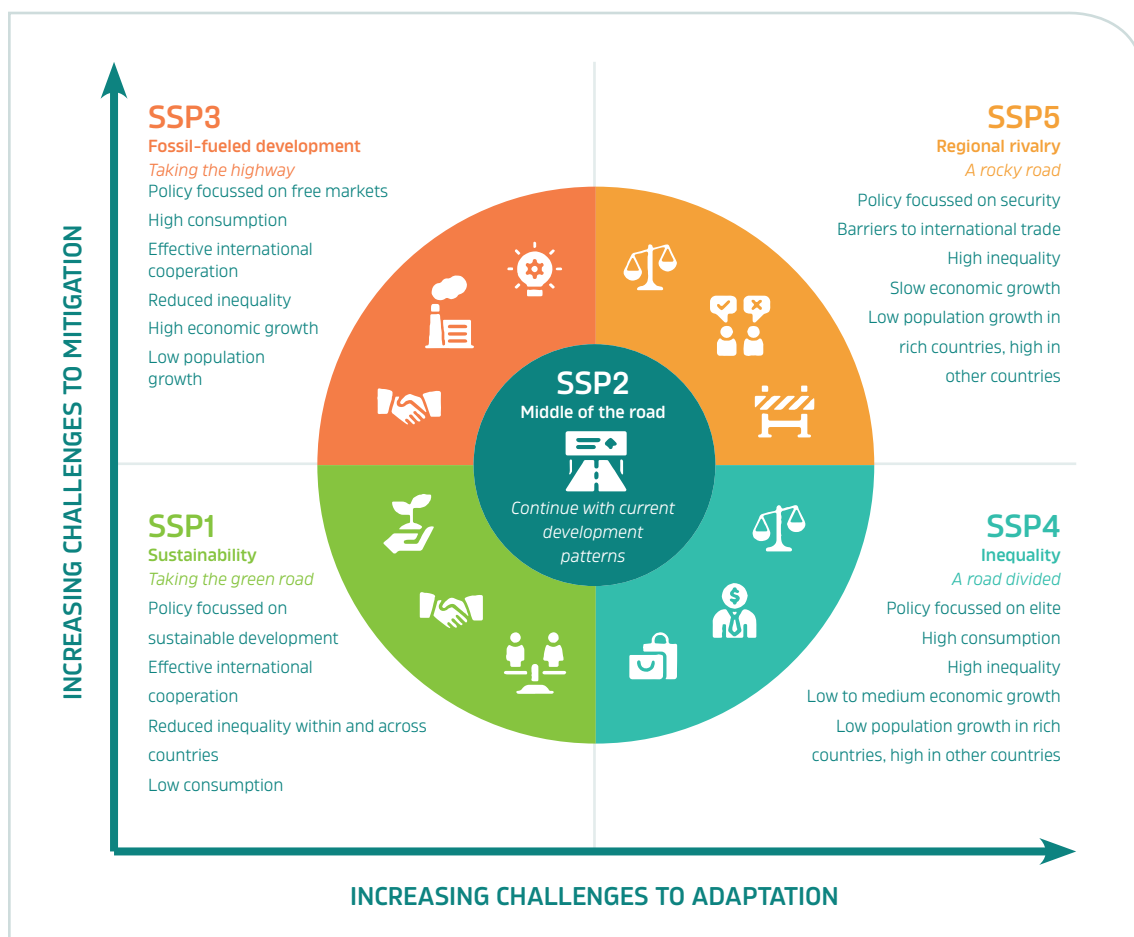 INCREASING CHALLENGES TO MITIGATION
SSP3
Fossil-fueled development
Taking the highway
Policy focussed on free markets
High consumption
Effective international
cooperation
Reduced inequality
High economic growth
Low population
growth
SSP5
Regional rivalry
A rocky road
Policy focussed on security
Barriers to international trade
High inequality
Slow economic growth
Low population growth in
rich countries, high in
other countries
SSP2
Middle of the road
Continue with current
development
patterns
SSP1
Sustainability
Taking the green road
Policy focussed on
sustainable development
Effective international
cooperation
Reduced inequality within and across
countries
Low consumption
SSP4
Inequality
A road divided
Policy focussed on elite
High consumption
High inequality
Low to medium economic growth
Low population growth in rich
countries, high in other countries
$
INCREASING CHALLENGES TO ADAPTATION